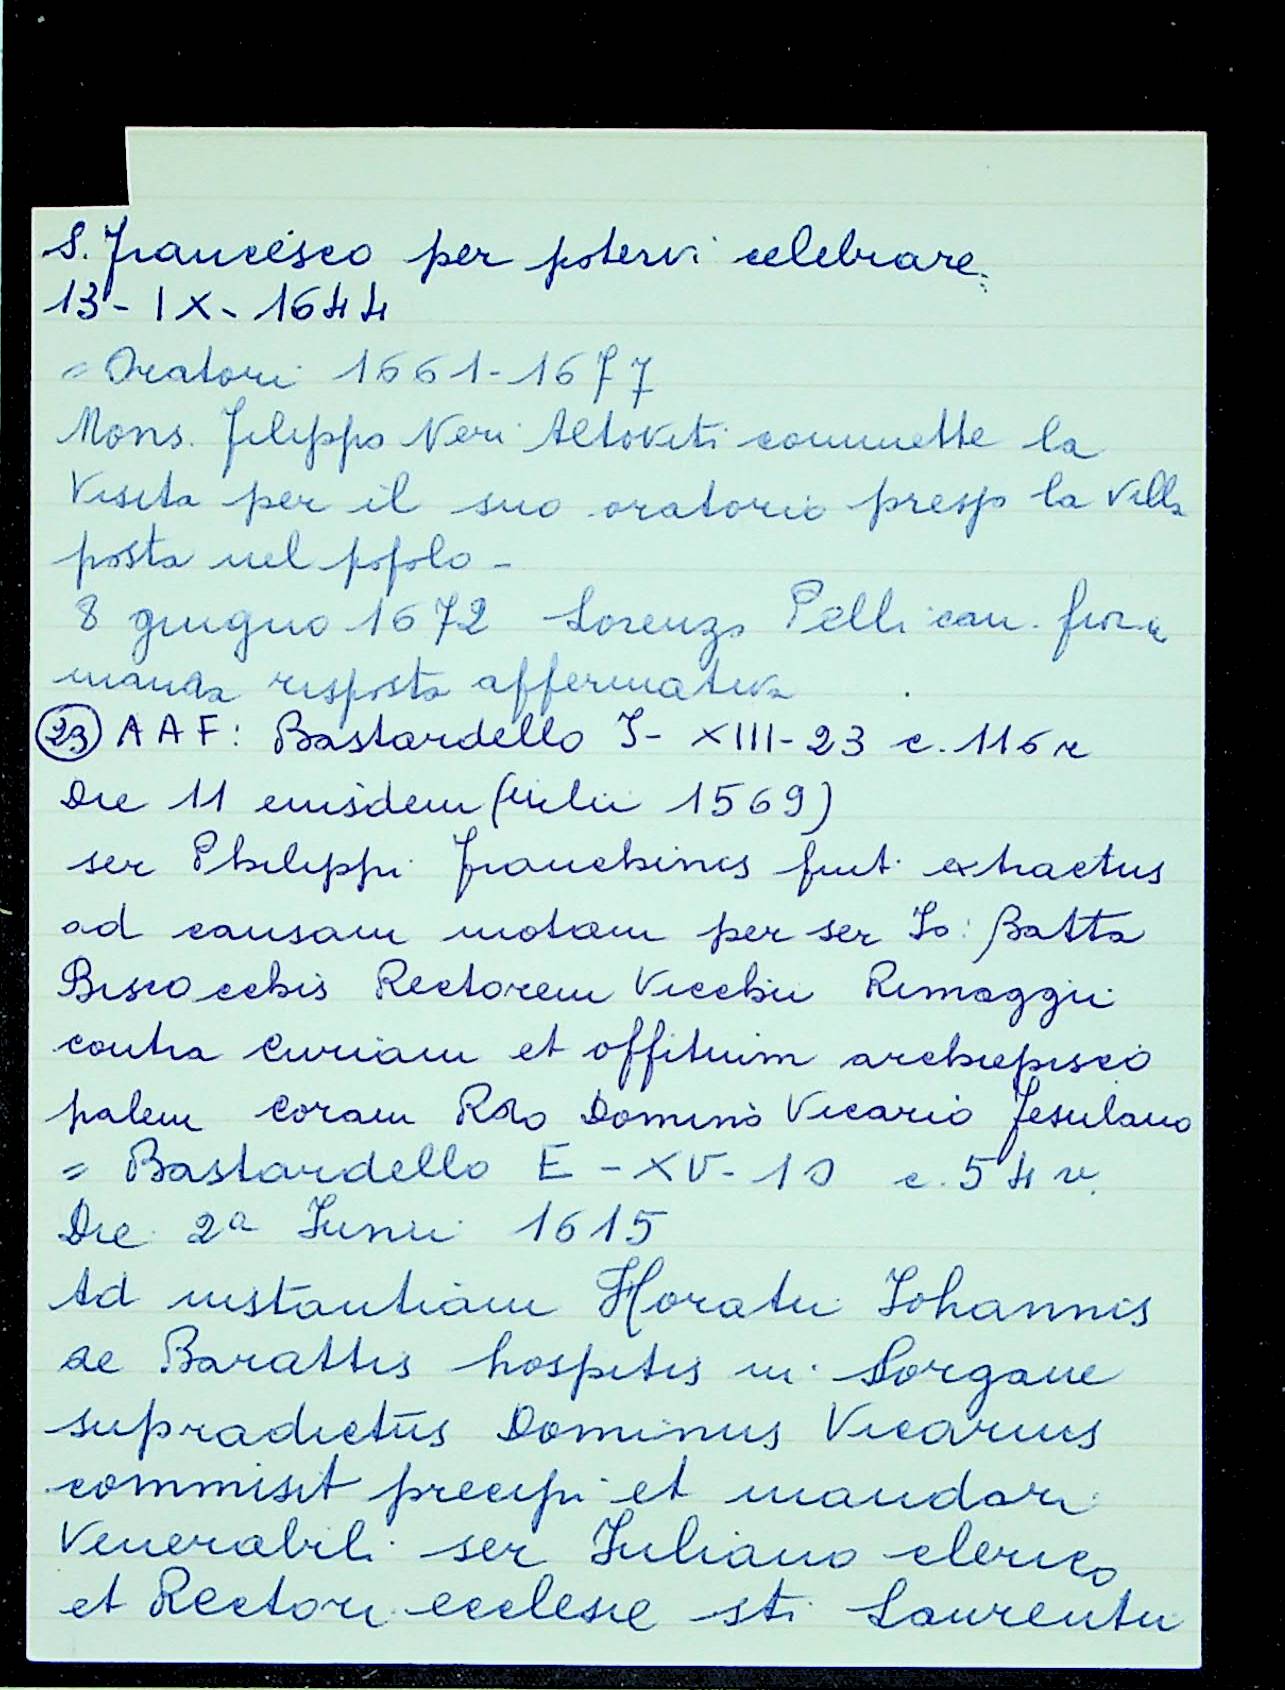 S. Francesco per potervi celebrare.
13-IX-1644
= Oratori 1661-1677
Mons. Filippo Neri Altoviti commette la
Visita per il suo oratorio presso la villa
posta nel popolo -
8 giugno 1672 Lorenzo Pelli can. fior.
manda risposta affermativa
(23) AAF: Bastardello I-XIII-23 c. 116 r
Die 11 eiusdem (iulii 1569)
ser Philippi Franchinis fuit extractus
ad causam motam per ser Io: Batta
Biscocchis Rectorem Vicchii Rimaggii
contra Curiam et offitium archiepisco
palem coram Rdo Domino Vicario Fesulano
= Bastardello E-XV-10 c. 54 v.
Die 2a Iunii 1615
Ad instantiam Horatii Iohannis
de Barattis hospitis in Sorgane
supradictus Dominus Vicarius
commisit precipi et mandari
Venerabili ser Iuliano clerico
et Rectori ecclesie sti Laurentii